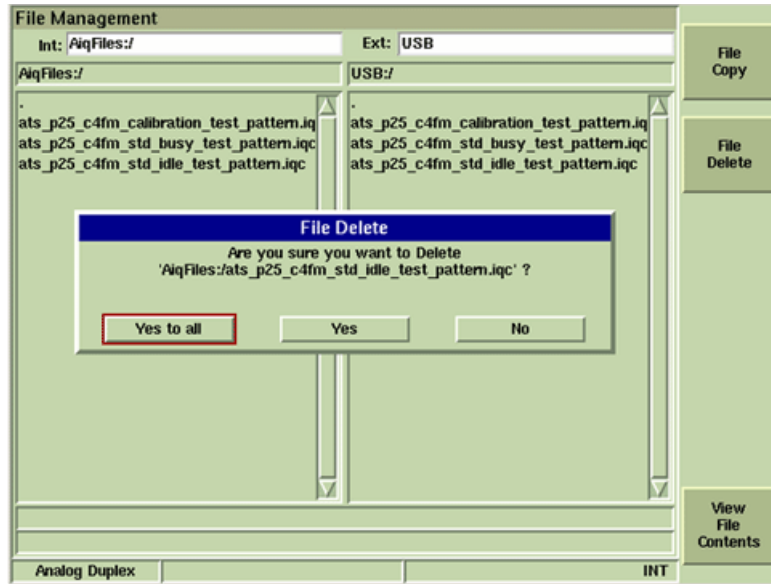 File Management
Int: AiqFiles:/
Ext: USB
AiqFiles:/
USB:/
.
ats_p25_c4fm_calibration_test_pattern.iq
ats_p25_c4fm_std_busy_test_pattern.iqc
ats_p25_c4fm_std_idle_test_pattern.iqc
.
ats_p25_c4fm_calibration_test_pattern.iq
ats_p25_c4fm_std_busy_test_pattern.iqc
ats_p25_c4fm_std_idle_test_pattern.iqc
File Delete
Are you sure you want to Delete
'AiqFiles:/ats_p25_c4fm_std_idle_test_pattern.iqc' ?
Yes to all
Yes
No
File
Copy
File
Delete
View
File
Contents
Analog Duplex
INT